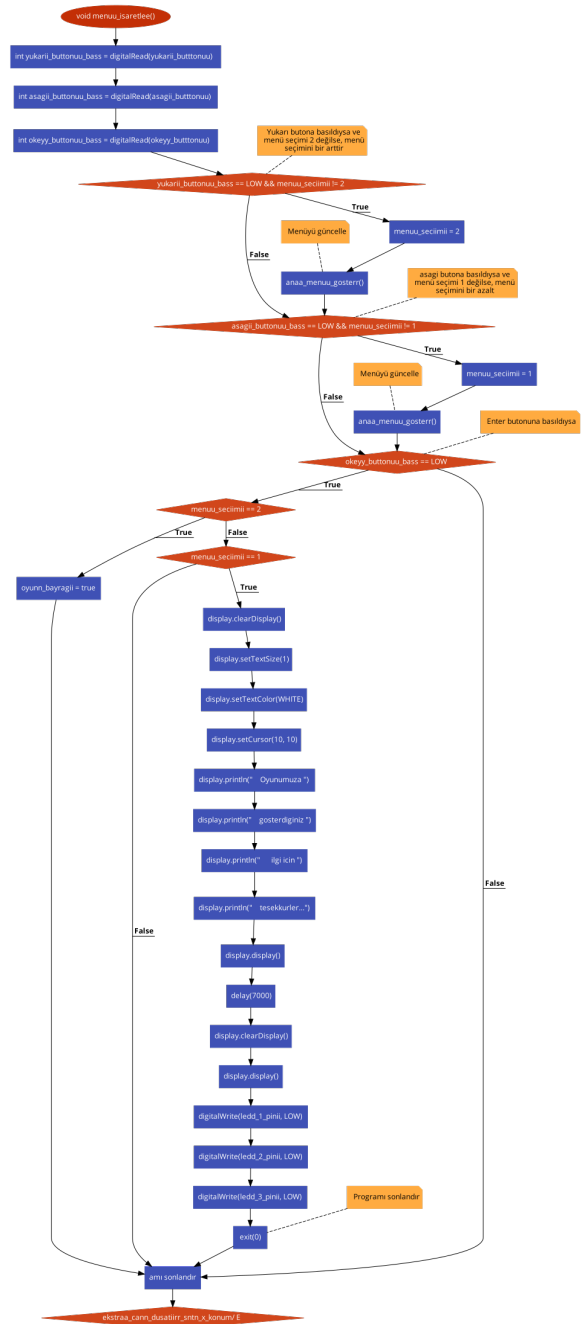 void menuu_isaretlee()
int yukarii_buttonuu_bass = digitalRead(yukarii_butttonuu)
int asagii_buttonuu_bass = digitalRead(asagii_butttonuu)
int okeyy_buttonuu_bass = digitalRead(okeyy_butttonuu)
Yukarı butona basıldıysa ve
menü seçimi 2 değilse, menü
seçimini bir arttir
yukarii_buttonuu_bass == LOW && menuu_seciimii != 2
True
Menüyü güncelle
menuu_seciimii = 2
False
anaa_menuu_gosterr()
asagi butona basıldıysa ve
menü seçimi 1 değilse, menü
seçimini bir azalt
asagii_buttonuu_bass == LOW && menuu_seciimii != 1
True
Menüyü güncelle
menuu_seciimii = 1
False
anaa_menuu_gosterr()
Enter butonuna basıldıysa
okeyy_buttonuu_bass == LOW
True
menuu_seciimii == 2
True
False
menuu_seciimii == 1
oyunn_bayragii = true
True
display.clearDisplay()
display.setTextSize(1)
display.setTextColor(WHITE)
display.setCursor(10, 10)
display.println("    Oyunumuza ")
display.println("    gosterdiginiz ")
display.println("      ilgi icin ")
False
display.println("    tesekkurler...")
False
display.display()
delay(7000)
display.clearDisplay()
display.display()
digitalWrite(ledd_1_pinii, LOW)
digitalWrite(ledd_2_pinii, LOW)
digitalWrite(ledd_3_pinii, LOW)
Programı sonlandır
exit(0)
amı sonlandır
ekstraa_cann_dusatiirr_sntn_x_konum/ E